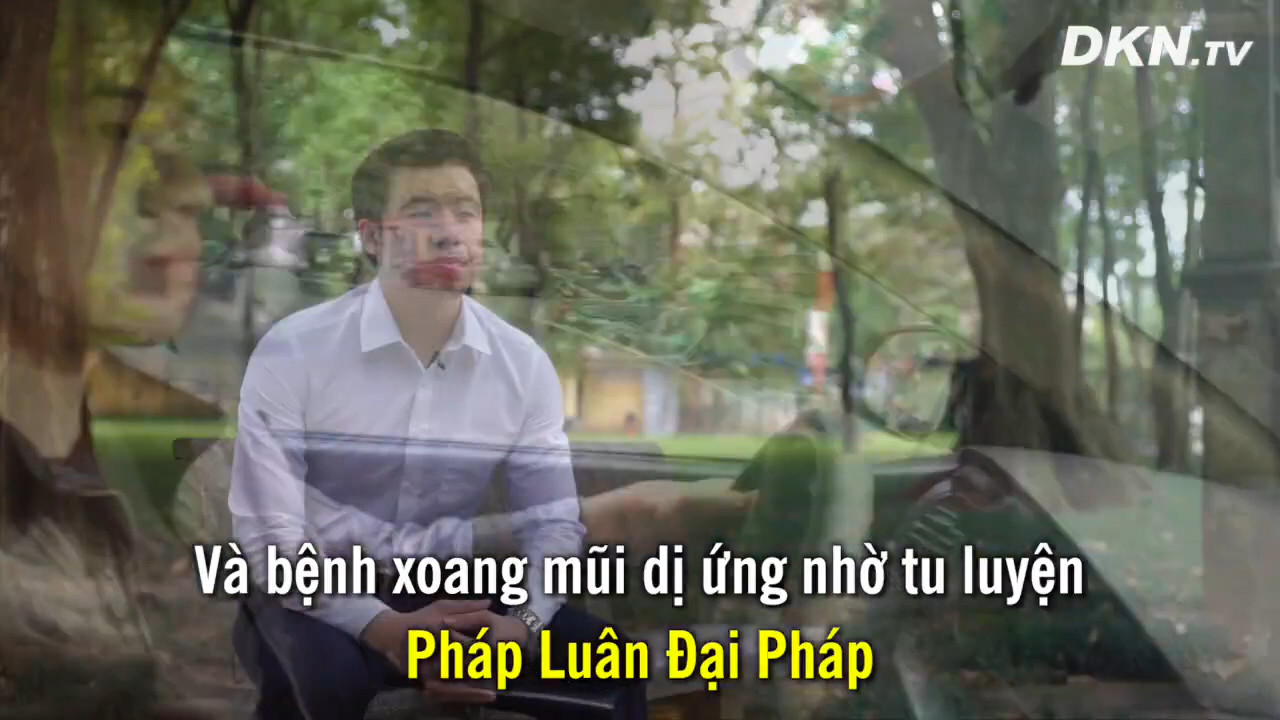 DKN.TV
Và bệnh xoang mũi dị ứng nhờ tu luyện
Pháp Luân Đại Pháp